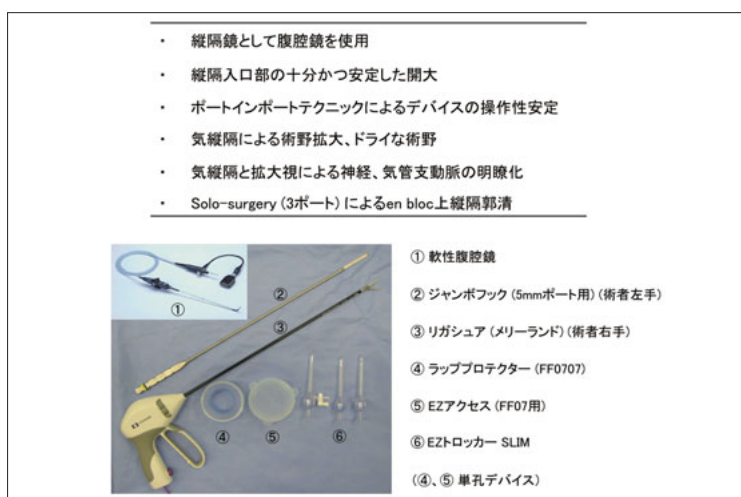 ・ 縦隔鏡として腹腔鏡を使用
・ 縦隔入口部の十分かつ安定した開大
・ ポートインポートテクニックによるデバイスの操作性安定
・ 気縦隔による術野拡大、ドライな術野
・ 気縦隔と拡大視による神経、気管支動脈の明瞭化
・ Solo-surgery (3ポート) によるen bloc上縦隔郭清
① 軟性腹腔鏡
② ジャンボフック (5mmポート用) (術者左手)
③ リガシュア (メリーランド) (術者右手)
④ ラッププロテクター (FF0707)
⑤ EZアクセス (FF07用)
⑥ EZトロッカー SLIM
(④、⑤ 単孔デバイス)
①
②
③
④ ⑤ ⑥